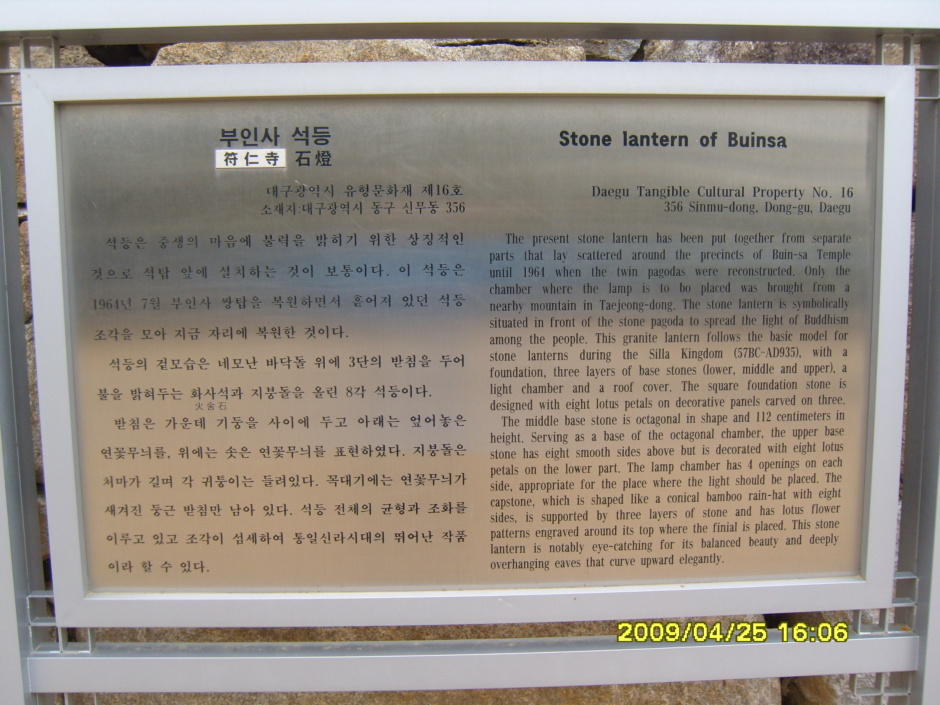 부인사 석등
符仁寺 石燈
대구광역시 유형문화재 제16호
소재지:대구광역시 동구 신무동 356
석등은 중생의 마음에 불력을 밝히기 위한 상징적인
것으로 석탑 앞에 설치하는 것이 보통이다. 이 석등은
1964년 7월 부인사 쌍탑을 복원하면서 흩어져 있던 석등
조각을 모아 지금 자리에 복원한 것이다.
석등의 겉모습은 네모난 바닥돌 위에 3단의 받침을 두어
불을 밝혀두는 화사석과 지붕돌을 올린 8각 석등이다.
火舍石
받침은 가운데 기둥을 사이에 두고 아래는 엎어놓은
연꽃무늬를, 위에는 솟은 연꽃무늬를 표현하였다. 지붕돌은
처마가 길며 각 귀퉁이는 들려있다. 꼭대기에는 연꽃무늬가
새겨진 둥근 받침만 남아 있다. 석등 전체의 균형과 조화를
이루고 있고 조각이 섬세하여 통일신라시대의 뛰어난 작품
이라 할 수 있다.
Stone lantern of Buinsa
Daegu Tangible Cultural Property No. 16
356 Sinmu-dong, Dong-gu, Daegu
The present stone lantern has been put together from separate
parts that lay scattered around the precincts of Buin-sa Temple
until 1964 when the twin pagodas were reconstructed. Only the
chamber where the lamp is to bo placed was brought from a
nearby mountain in Taejeong-dong. The stone lantern is symbolically
situated in front of the stone pagoda to spread the light of Buddhism
among the people. This granite lantern follows the basic model for
stone lanterns during the Silla Kingdom (57BC-AD935), with a
foundation, three layers of base stones (lower, middle and upper), a
light chamber and a roof cover. The square foundation stone is
designed with eight lotus petals on decorative panels carved on three.
The middle base stone is octagonal in shape and 112 centimeters in
height. Serving as a base of the octagonal chamber, the upper base
stone has eight smooth sides above but is decorated with eight lotus
petals on the lower part. The lamp chamber has 4 openings on each
side, appropriate for the place where the light should be placed. The
capstone, which is shaped like a conical bamboo rain-hat with eight
sides, is supported by three layers of stone and has lotus flower
patterns engraved around its top where the finial is placed. This stone
lantern is notably eye-catching for its balanced beauty and deeply
overhanging eaves that curve upward elegantly.
2009/04/25 16:06